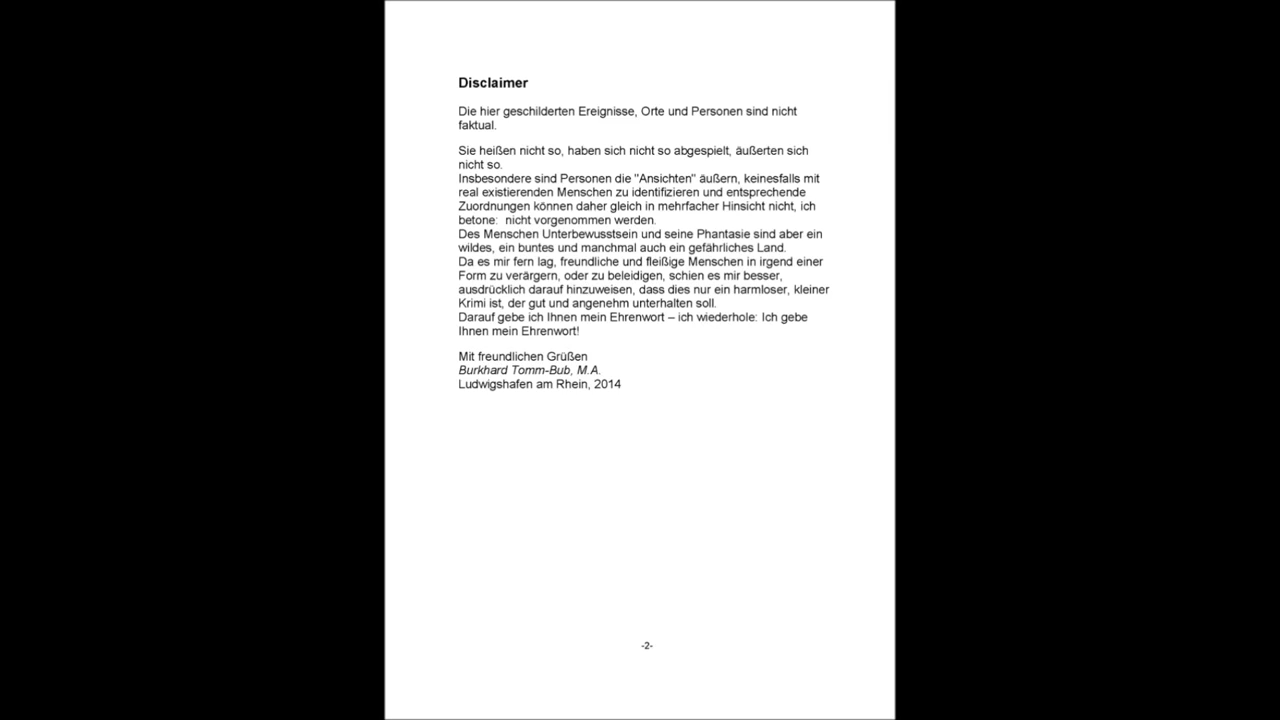 Disclaimer
Die hier geschilderten Ereignisse, Orte und Personen sind nicht
faktual.
Sie heißen nicht so, haben sich nicht so abgespielt, äußerten sich
nicht so.
Insbesondere sind Personen die "Ansichten" äußern, keinesfalls mit
real existierenden Menschen zu identifizieren und entsprechende
Zuordnungen können daher gleich in mehrfacher Hinsicht nicht, ich
betone:  nicht vorgenommen werden.
Des Menschen Unterbewusstsein und seine Phantasie sind aber ein
wildes, ein buntes und manchmal auch ein gefährliches Land.
Da es mir fern lag, freundliche und fleißige Menschen in irgend einer
Form zu verärgern, oder zu beleidigen, schien es mir besser,
ausdrücklich darauf hinzuweisen, dass dies nur ein harmloser, kleiner
Krimi ist, der gut und angenehm unterhalten soll.
Darauf gebe ich Ihnen mein Ehrenwort – ich wiederhole: Ich gebe
Ihnen mein Ehrenwort!
Mit freundlichen Grüßen
Burkhard Tomm-Bub, M.A.
Ludwigshafen am Rhein, 2014
-2-